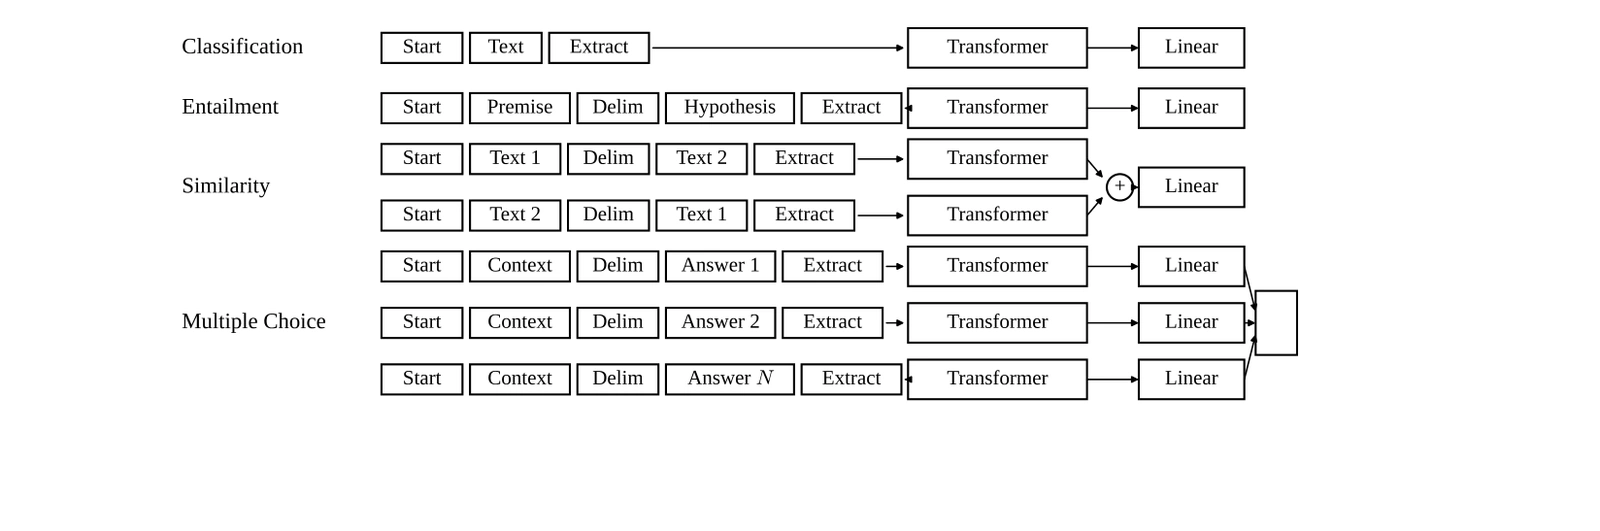 Classification Start Text Extract Transformer Linear
Entailment Start Premise Delim Hypothesis Extract Transformer Linear
Start Text 1 Delim Text 2 Extract Transformer
Similarity + Linear
Start Text 2 Delim Text 1 Extract Transformer
Start Context Delim Answer 1 Extract Transformer Linear
Multiple Choice Start Context Delim Answer 2 Extract Transformer Linear
Start Context Delim Answer N Extract Transformer Linear